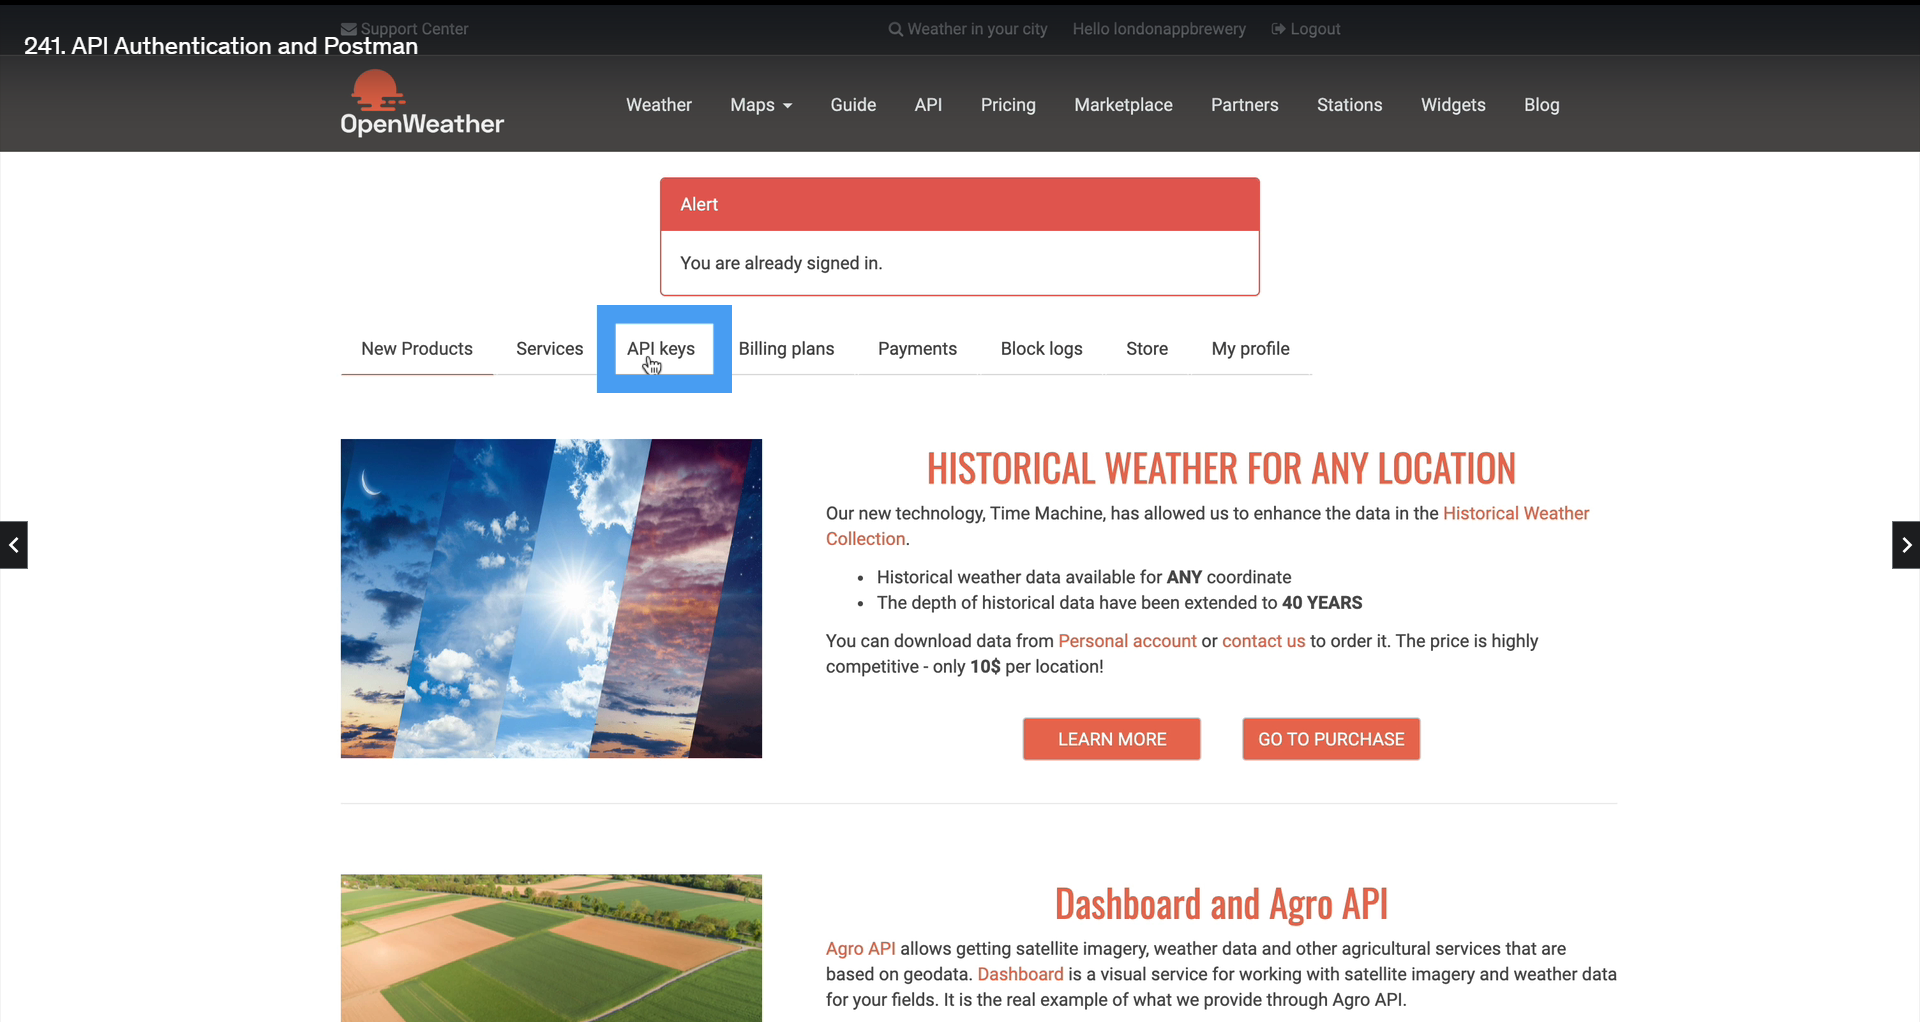 Support Center
Weather in your city
Hello londonappbrewery
Logout
241. API Authentication and Postman
OpenWeather
Weather
Maps
Guide
API
Pricing
Marketplace
Partners
Stations
Widgets
Blog
Alert
You are already signed in.
New Products
Services
API keys
Billing plans
Payments
Block logs
Store
My profile
HISTORICAL WEATHER FOR ANY LOCATION
Our new technology, Time Machine, has allowed us to enhance the data in the Historical Weather
Collection.
• Historical weather data available for ANY coordinate
• The depth of historical data have been extended to 40 YEARS
You can download data from Personal account or contact us to order it. The price is highly
competitive - only 10$ per location!
LEARN MORE
GO TO PURCHASE
Dashboard and Agro API
Agro API allows getting satellite imagery, weather data and other agricultural services that are
based on geodata. Dashboard is a visual service for working with satellite imagery and weather data
for your fields. It is the real example of what we provide through Agro API.